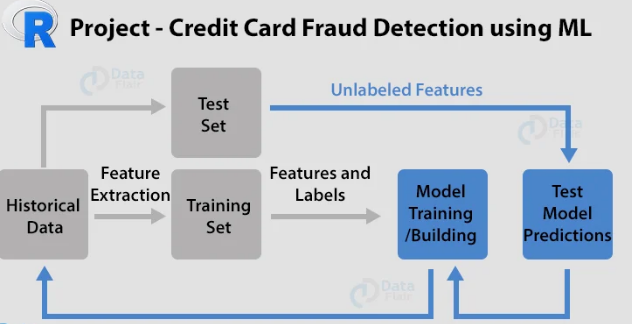 R Project - Credit Card Fraud Detection using ML
Data
Flair
Test
Set
Unlabeled Features
Data
Flair
Historical
Data
Feature
Extraction
Training
Set
Features and
Labels
Model
Training
/Building
Test
Model
Predictions
Data
Flair